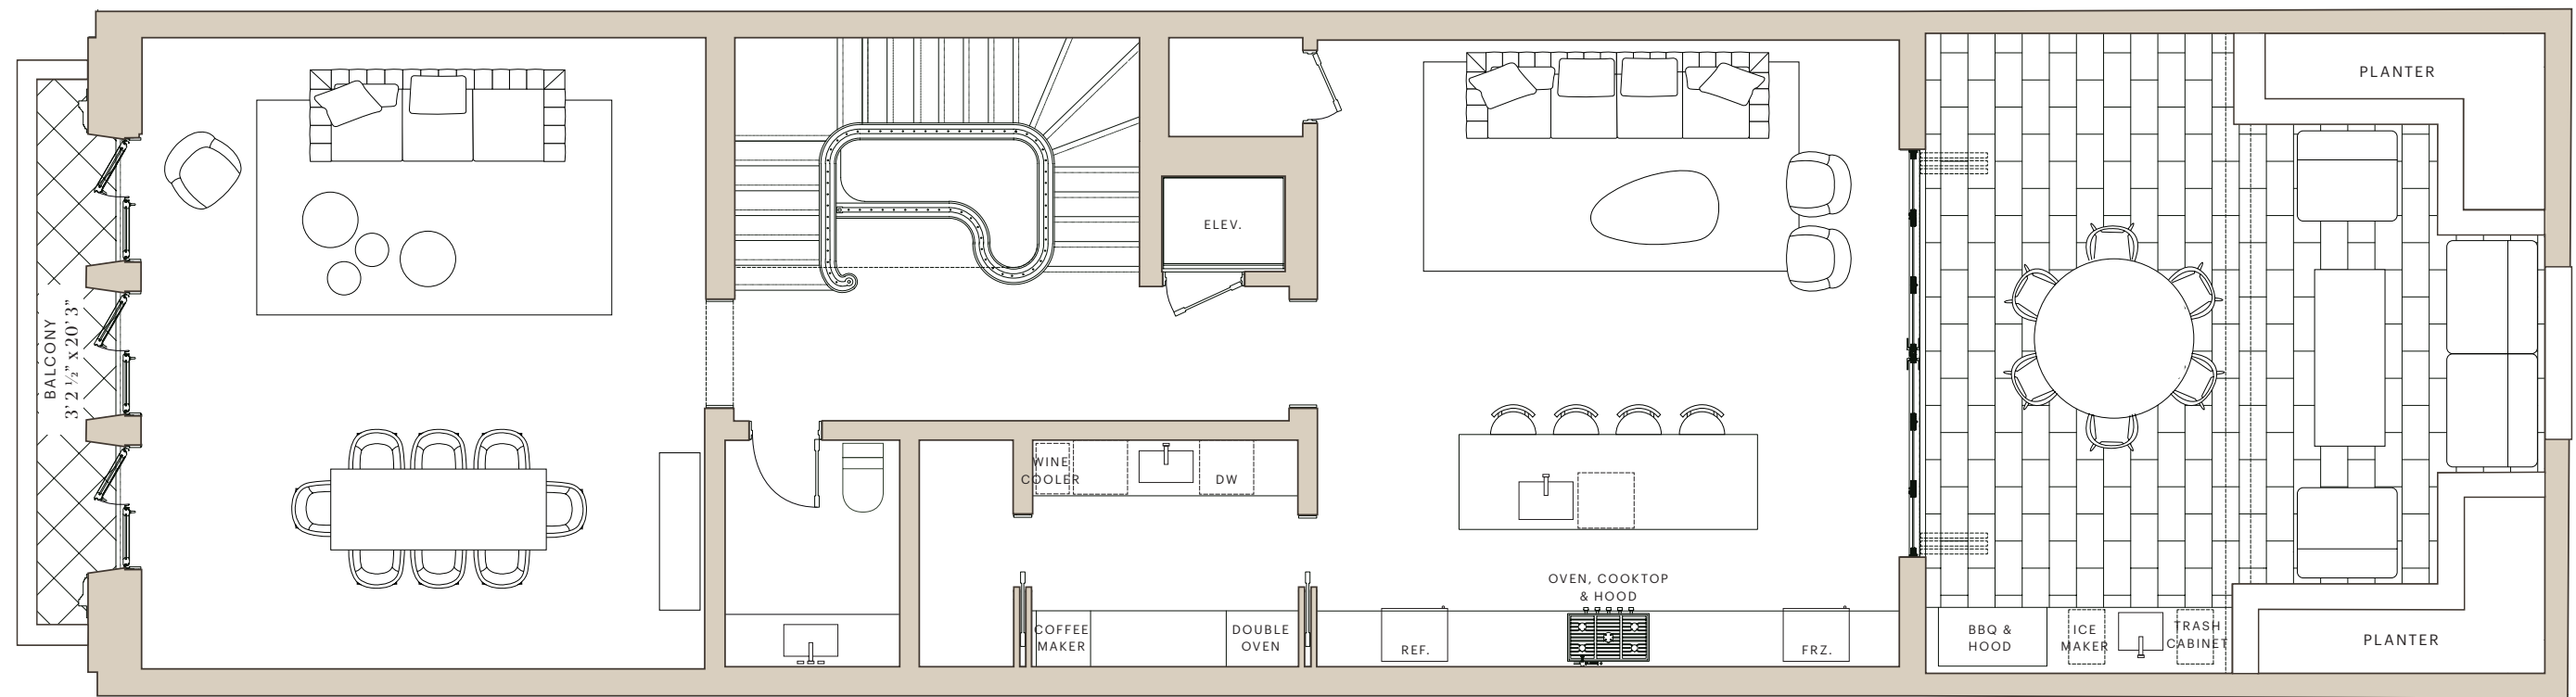 PLANTER
ELEV.
BALCONY
3' 2 ½" x 20' 3"
WINE
COOLER
DW
OVEN, COOKTOP
& HOOD
COFFEE
MAKER
DOUBLE
OVEN
REF.
FRZ.
BBQ &
HOOD
ICE
MAKER
TRASH
CABINET
PLANTER